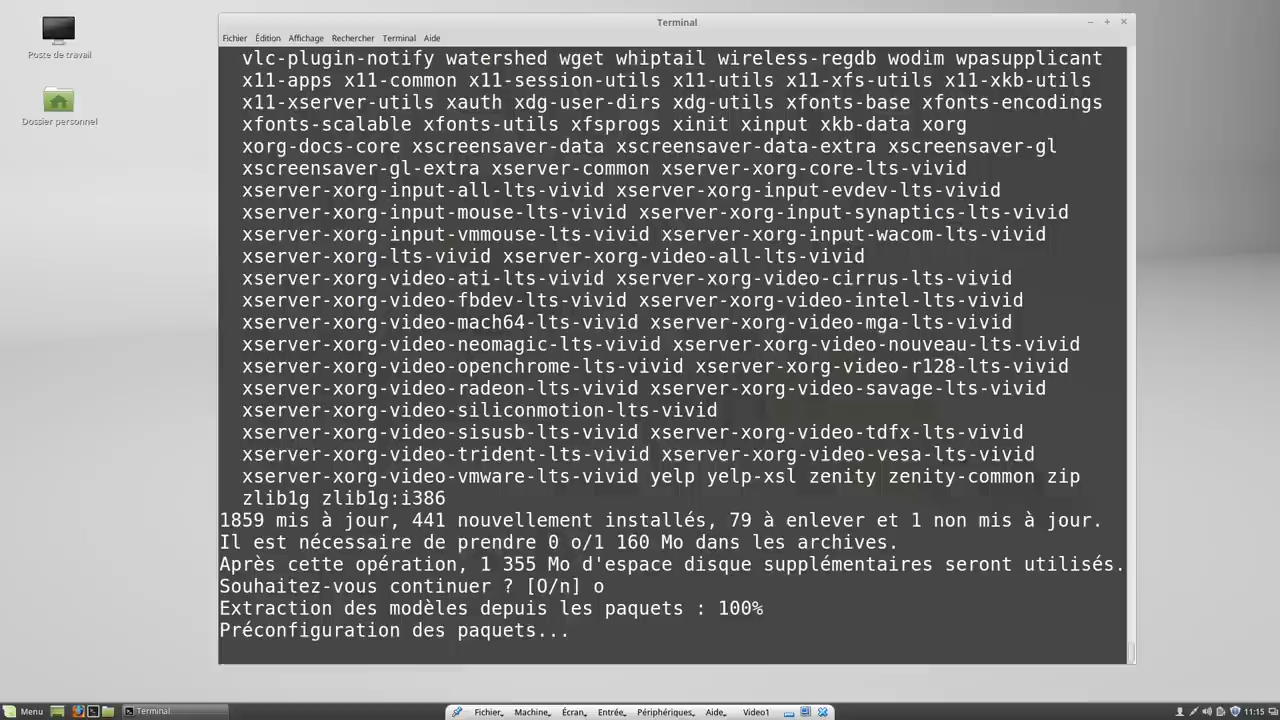 Terminal
Poste de travail
Dossier personnel
Fichier Édition Affichage Rechercher Terminal Aide
vlc-plugin-notify watershed wget whiptail wireless-regdb wodim wpasupplicant
x11-apps x11-common x11-session-utils x11-utils x11-xfs-utils x11-xkb-utils
x11-xserver-utils xauth xdg-user-dirs xdg-utils xfonts-base xfonts-encodings
xfonts-scalable xfonts-utils xfsprogs xinit xinput xkb-data xorg
xorg-docs-core xscreensaver-data xscreensaver-data-extra xscreensaver-gl
xscreensaver-gl-extra xserver-common xserver-xorg-core-lts-vivid
xserver-xorg-input-all-lts-vivid xserver-xorg-input-evdev-lts-vivid
xserver-xorg-input-mouse-lts-vivid xserver-xorg-input-synaptics-lts-vivid
xserver-xorg-input-vmmouse-lts-vivid xserver-xorg-input-wacom-lts-vivid
xserver-xorg-lts-vivid xserver-xorg-video-all-lts-vivid
xserver-xorg-video-ati-lts-vivid xserver-xorg-video-cirrus-lts-vivid
xserver-xorg-video-fbdev-lts-vivid xserver-xorg-video-intel-lts-vivid
xserver-xorg-video-mach64-lts-vivid xserver-xorg-video-mga-lts-vivid
xserver-xorg-video-neomagic-lts-vivid xserver-xorg-video-nouveau-lts-vivid
xserver-xorg-video-openchrome-lts-vivid xserver-xorg-video-r128-lts-vivid
xserver-xorg-video-radeon-lts-vivid xserver-xorg-video-savage-lts-vivid
xserver-xorg-video-siliconmotion-lts-vivid
xserver-xorg-video-sisusb-lts-vivid xserver-xorg-video-tdfx-lts-vivid
xserver-xorg-video-trident-lts-vivid xserver-xorg-video-vesa-lts-vivid
xserver-xorg-video-vmware-lts-vivid yelp yelp-xsl zenity zenity-common zip
zlib1g zlib1g:i386
1859 mis à jour, 441 nouvellement installés, 79 à enlever et 1 non mis à jour.
Il est nécessaire de prendre 0 o/1 160 Mo dans les archives.
Après cette opération, 1 355 Mo d'espace disque supplémentaires seront utilisés.
Souhaitez-vous continuer ? [O/n] o
Extraction des modèles depuis les paquets : 100%
Préconfiguration des paquets...
Menu Terminal Fichier Machine Écran Entrée Périphériques Aide Video1 11:15